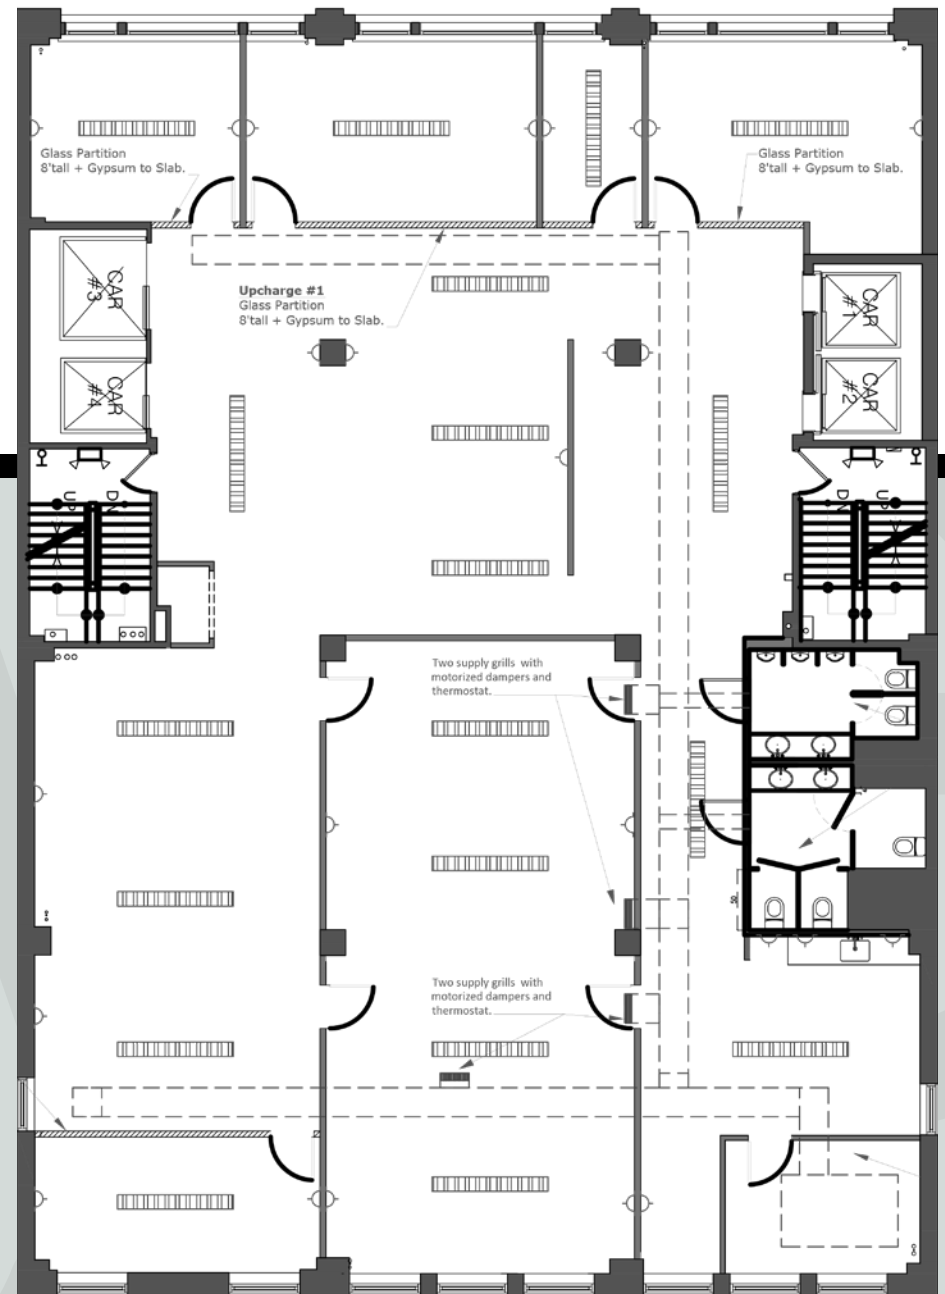 Glass Partition
8'tall + Gypsum to Slab.
Glass Partition
8'tall + Gypsum to Slab.
Upcharge #1
Glass Partition
8'tall + Gypsum to Slab.
CAR
#3
CAR
#4
CAR
#1
CAR
#2
UP
DN
DN
UP
N
Two supply grills with
motorized dampers and
thermostat.
50
Two supply grills with
motorized dampers and
thermostat.